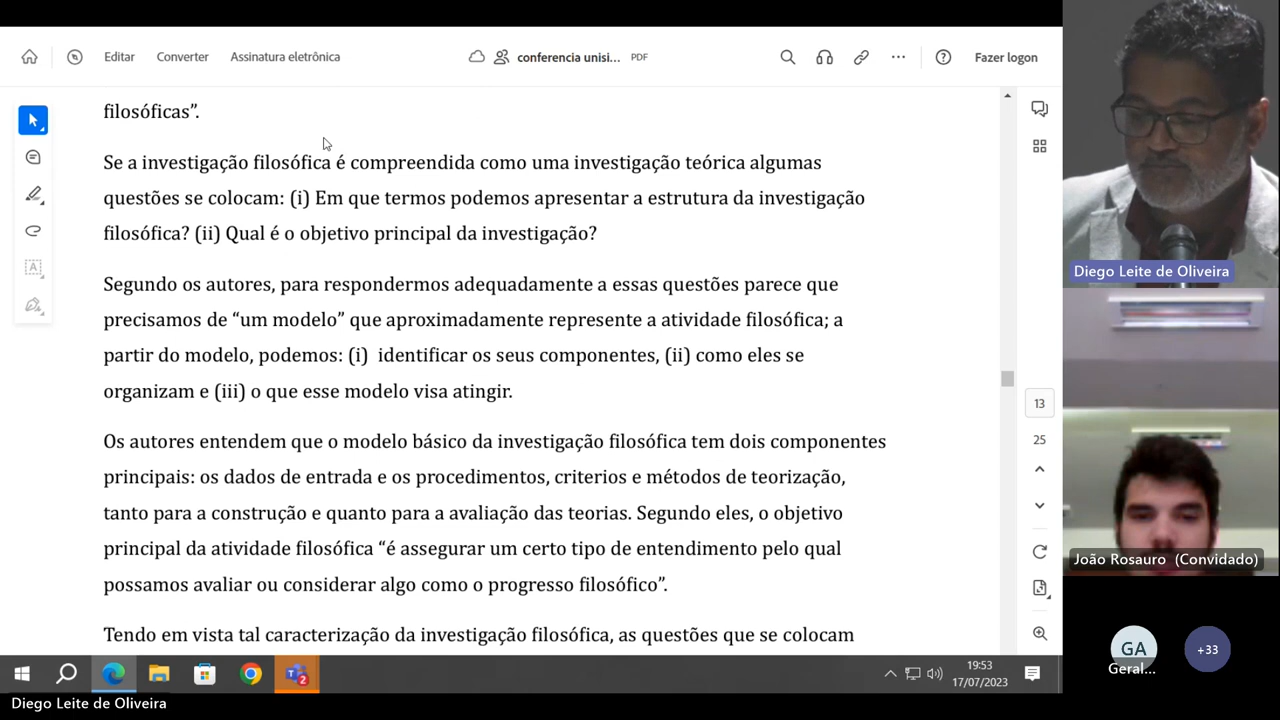 Editar Converter Assinatura eletrônica conferencia unisi... PDF Fazer logon
filosóficas”.
Se a investigação filosófica é compreendida como uma investigação teórica algumas
questões se colocam: (i) Em que termos podemos apresentar a estrutura da investigação
filosófica? (ii) Qual é o objetivo principal da investigação?
Segundo os autores, para respondermos adequadamente a essas questões parece que
precisamos de “um modelo” que aproximadamente represente a atividade filosófica; a
partir do modelo, podemos: (i) identificar os seus componentes, (ii) como eles se
organizam e (iii) o que esse modelo visa atingir.
Os autores entendem que o modelo básico da investigação filosófica tem dois componentes
principais: os dados de entrada e os procedimentos, criterios e métodos de teorização,
tanto para a construção e quanto para a avaliação das teorias. Segundo eles, o objetivo
principal da atividade filosófica “é assegurar um certo tipo de entendimento pelo qual
possamos avaliar ou considerar algo como o progresso filosófico”.
Tendo em vista tal caracterização da investigação filosófica, as questões que se colocam
13
25
Diego Leite de Oliveira
João Rosauro (Convidado)
GA
Geral...
+33
2
19:53
17/07/2023
Diego Leite de Oliveira